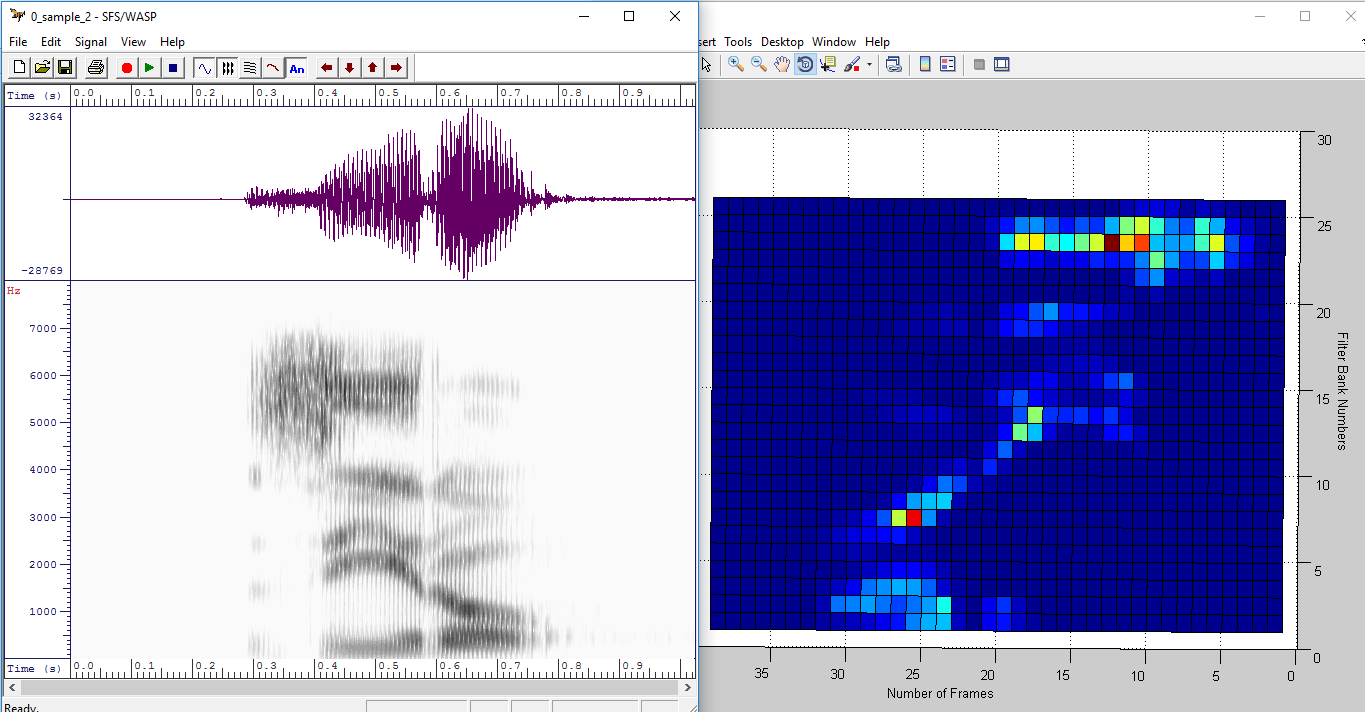 0_sample_2 - SFS/WASP
File Edit Signal View Help
An
Time (s) 0.0 0.1 0.2 0.3 0.4 0.5 0.6 0.7 0.8 0.9
32364
-28769
Hz
7000
6000
5000
4000
3000
2000
1000
Time (s) 0.0 0.1 0.2 0.3 0.4 0.5 0.6 0.7 0.8 0.9
Ready.
sert Tools Desktop Window Help
30
25
20
15
10
5
0
Filter Bank Numbers
35 30 25 20 15 10 5 0
Number of Frames